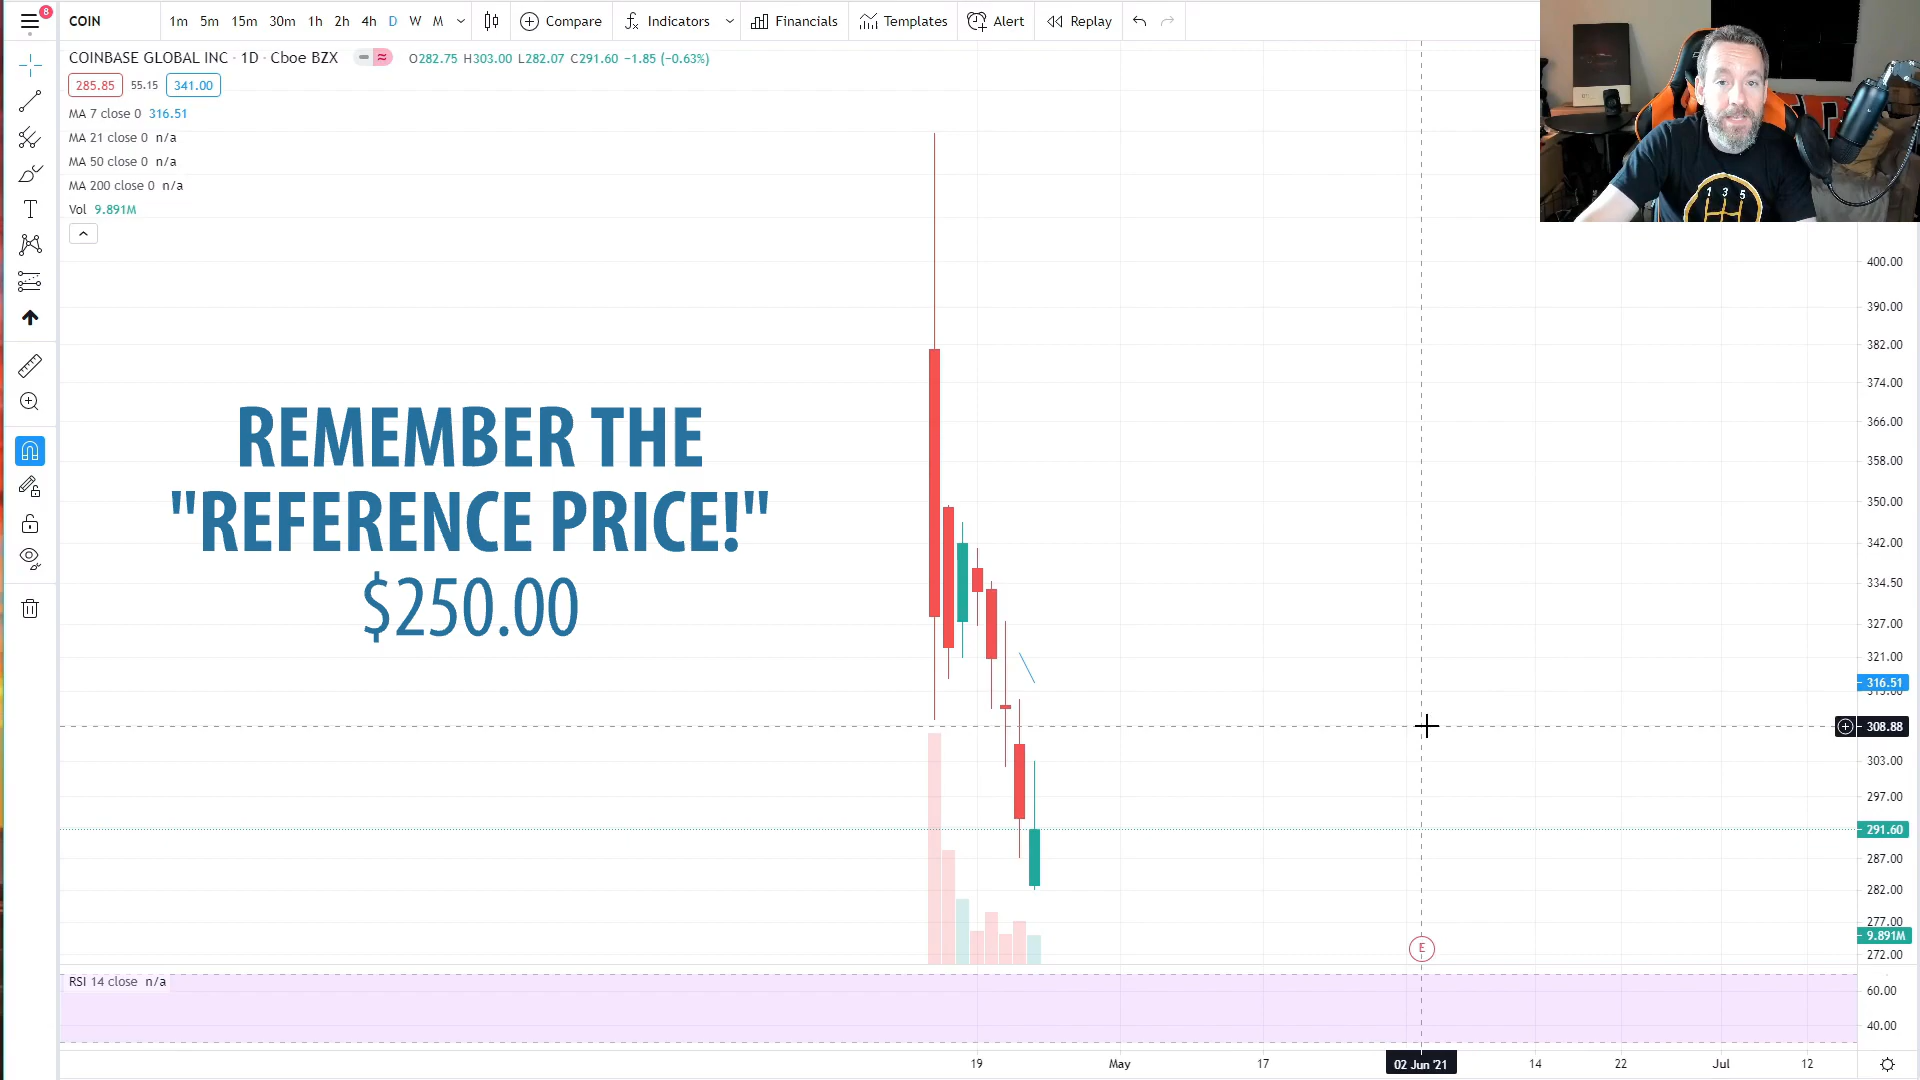 8
COIN
1m 5m 15m 30m 1h 2h 4h D W M Compare Indicators Financials Templates Alert Replay
COINBASE GLOBAL INC · 1D · Cboe BZX O282.75 H303.00 L282.07 C291.60 −1.85 (−0.63%)
285.85 55.15 341.00
MA 7 close 0 316.51
MA 21 close 0 n/a
MA 50 close 0 n/a
MA 200 close 0 n/a
Vol 9.891M
1 3 5
REMEMBER THE
"REFERENCE PRICE!"
$250.00
400.00
390.00
382.00
374.00
366.00
358.00
350.00
342.00
334.50
327.00
321.00
316.51
315.00
308.88
303.00
297.00
291.60
287.00
282.00
277.00
9.891M
272.00
E
RSI 14 close n/a
60.00
40.00
19 May 17 02 Jun '21 14 22 Jul 12